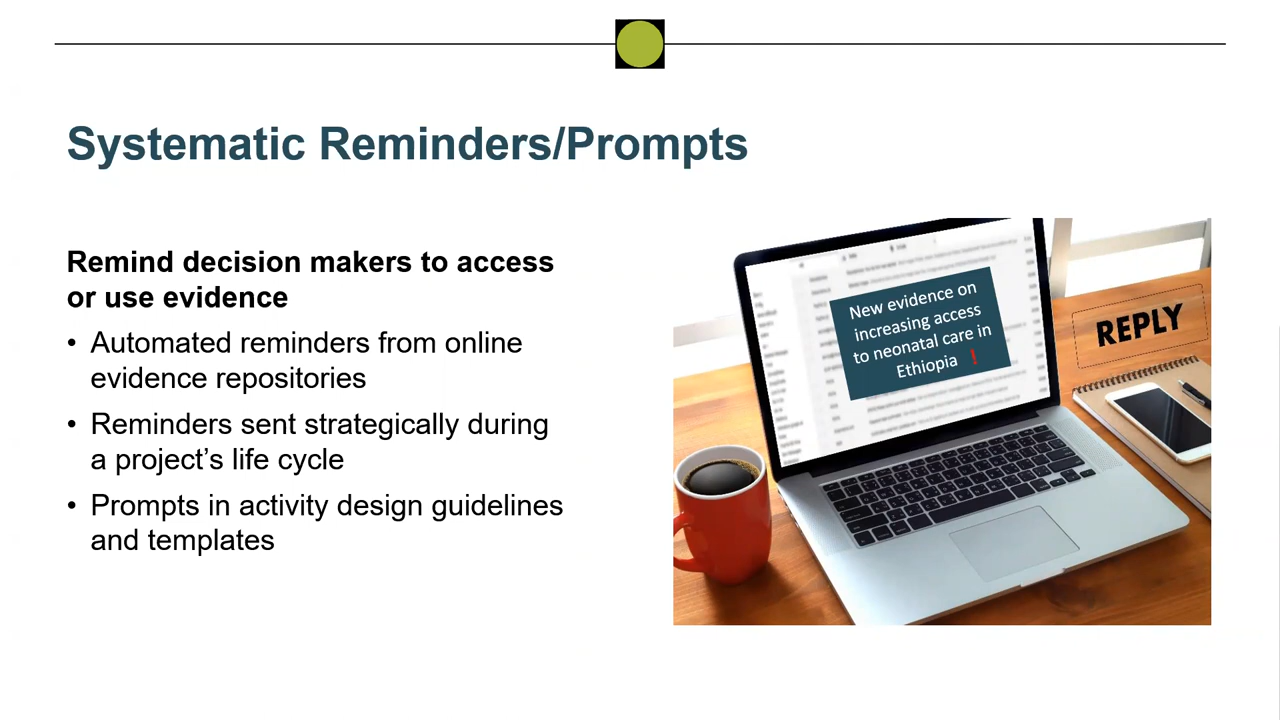 Systematic Reminders/Prompts
Remind decision makers to access
or use evidence
• Automated reminders from online
evidence repositories
• Reminders sent strategically during
a project’s life cycle
• Prompts in activity design guidelines
and templates
New evidence on
increasing access
to neonatal care in
Ethiopia !
REPLY